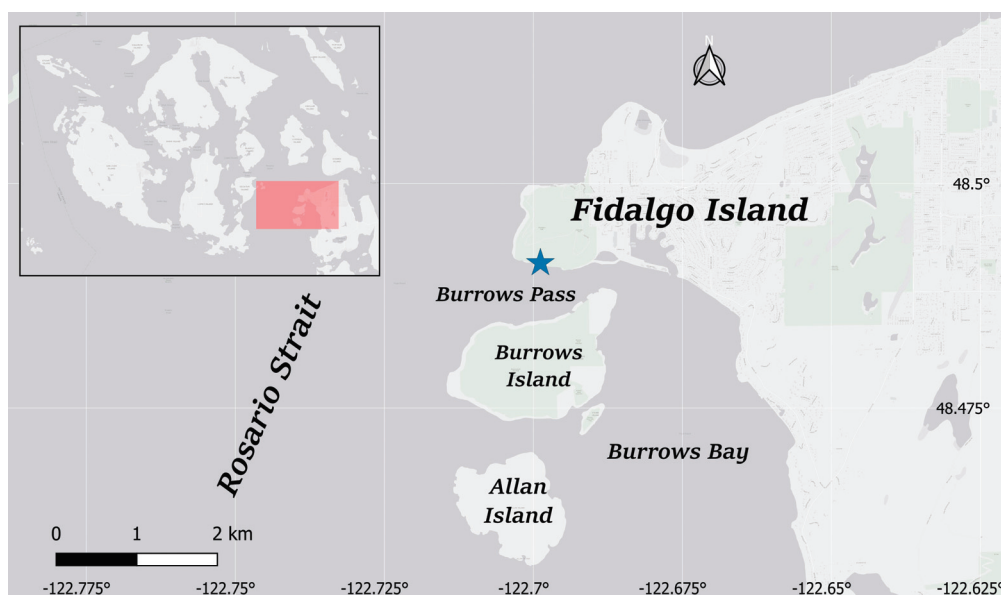 N
Fidalgo Island
48.5°
Burrows Pass
Rosario Strait
Burrows
Island
48.475°
Burrows Bay
Allan
Island
0 1 2 km
-122.775° -122.75° -122.725° -122.7° -122.675° -122.65° -122.625°